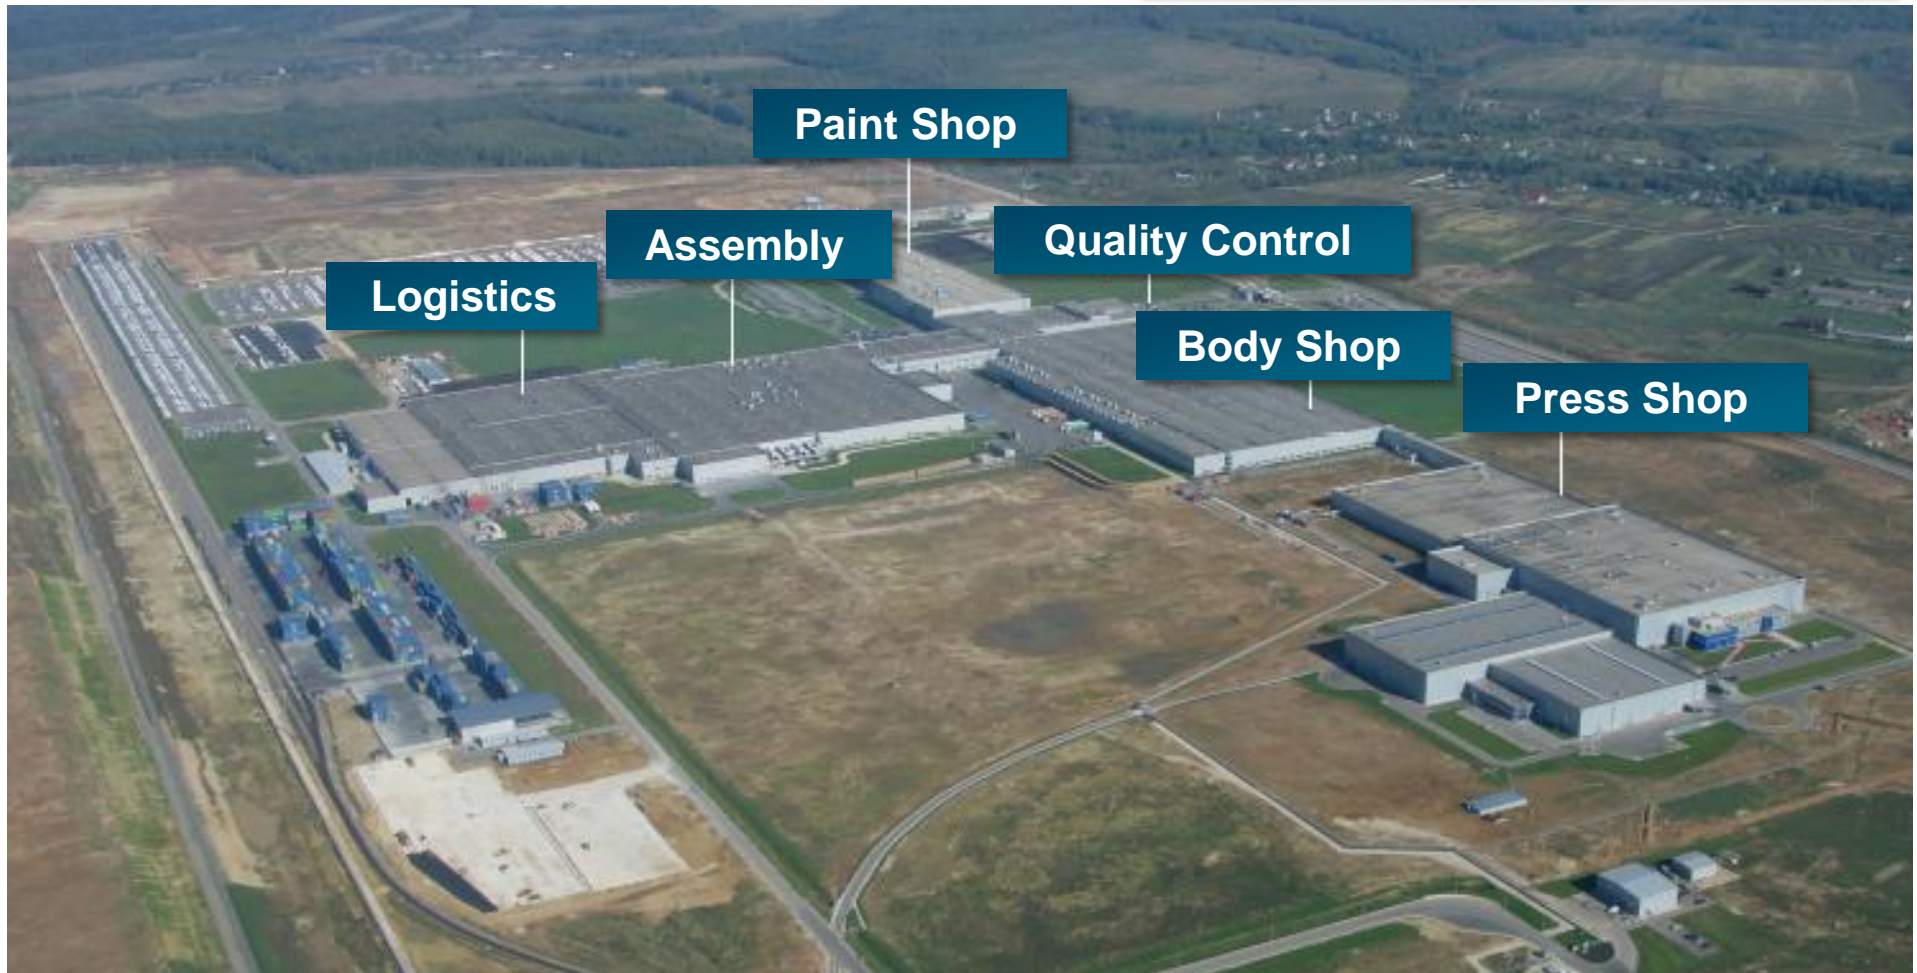 Paint Shop
Assembly
Quality Control
Logistics
Body Shop
Press Shop